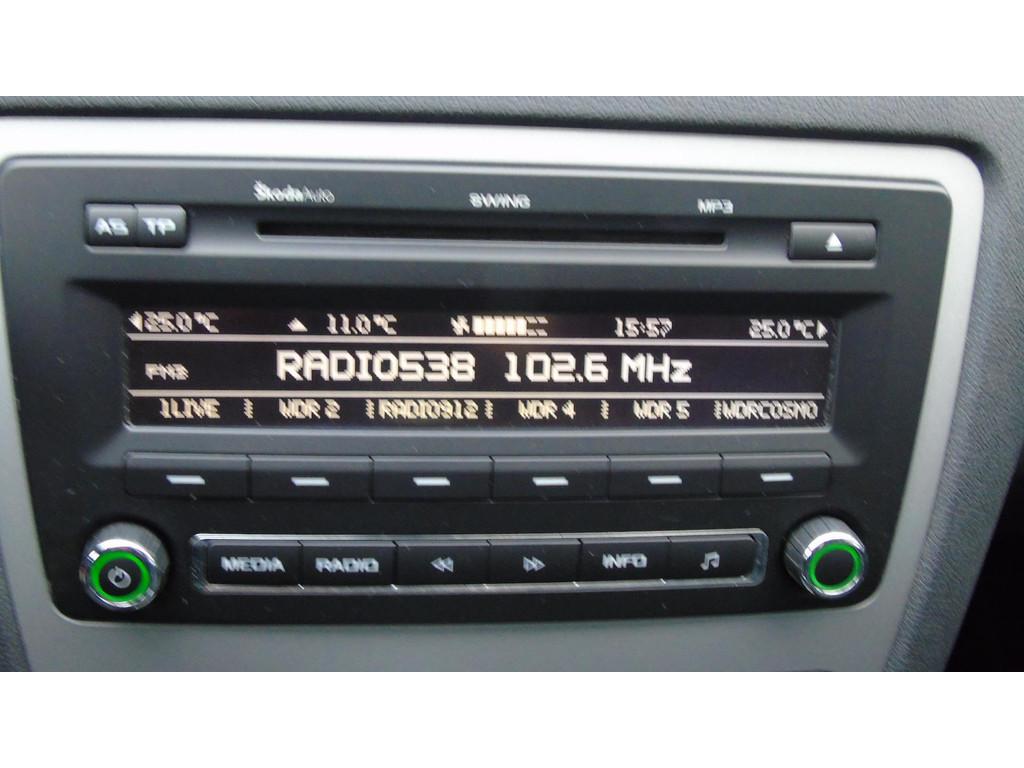 ŠkodaAuto SWING MP3
AS TP
25.0°C 11.0°C 15:57 25.0°C
FM2 RADIO538 102.6 MHz
1LIVE WDR 2 RADIO912 WDR 4 WDR 5 WDRCOSMO
MEDIA RADIO INFO